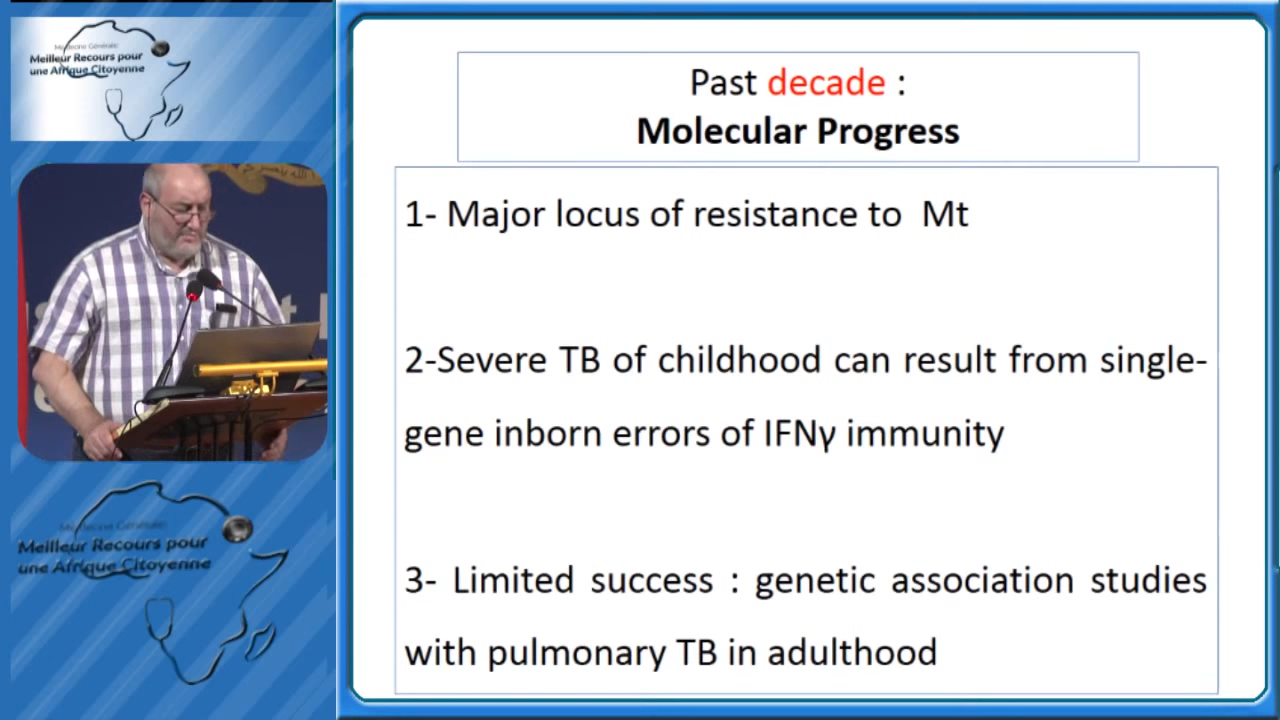 Médecine Générale:
Meilleur Recours pour
une Afrique Citoyenne
Past decade :
Molecular Progress
1- Major locus of resistance to Mt
2-Severe TB of childhood can result from single-
gene inborn errors of IFNγ immunity
3- Limited success : genetic association studies
with pulmonary TB in adulthood
Médecine Générale:
Meilleur Recours pour
une Afrique Citoyenne